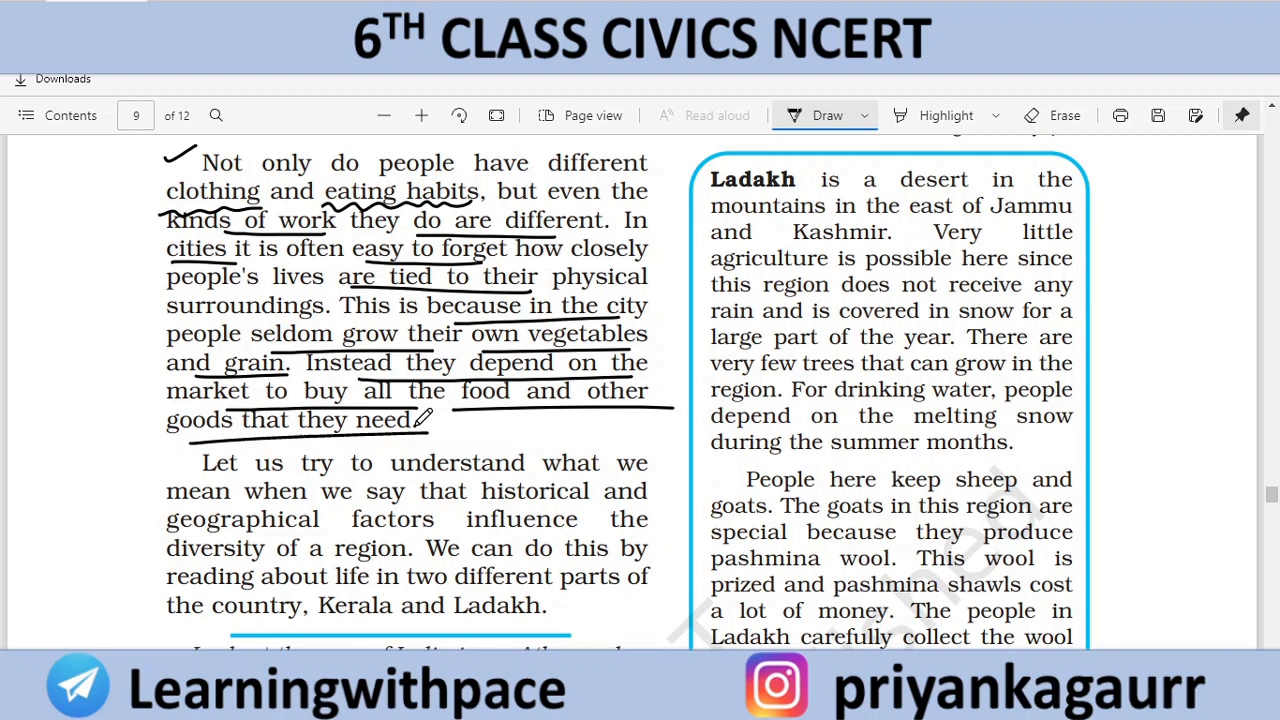 6TH CLASS CIVICS NCERT
Downloads
Contents
9
of 12
Page view
Read aloud
Draw
Highlight
Erase
Not only do people have different
clothing and eating habits, but even the
kinds of work they do are different. In
cities it is often easy to forget how closely
people's lives are tied to their physical
surroundings. This is because in the city
people seldom grow their own vegetables
and grain. Instead they depend on the
market to buy all the food and other
goods that they need.
Let us try to understand what we
mean when we say that historical and
geographical factors influence the
diversity of a region. We can do this by
reading about life in two different parts of
the country, Kerala and Ladakh.
Ladakh is a desert in the
mountains in the east of Jammu
and Kashmir. Very little
agriculture is possible here since
this region does not receive any
rain and is covered in snow for a
large part of the year. There are
very few trees that can grow in the
region. For drinking water, people
depend on the melting snow
during the summer months.
People here keep sheep and
goats. The goats in this region are
special because they produce
pashmina wool. This wool is
prized and pashmina shawls cost
a lot of money. The people in
Ladakh carefully collect the wool
Learningwithpace
priyankagaurr